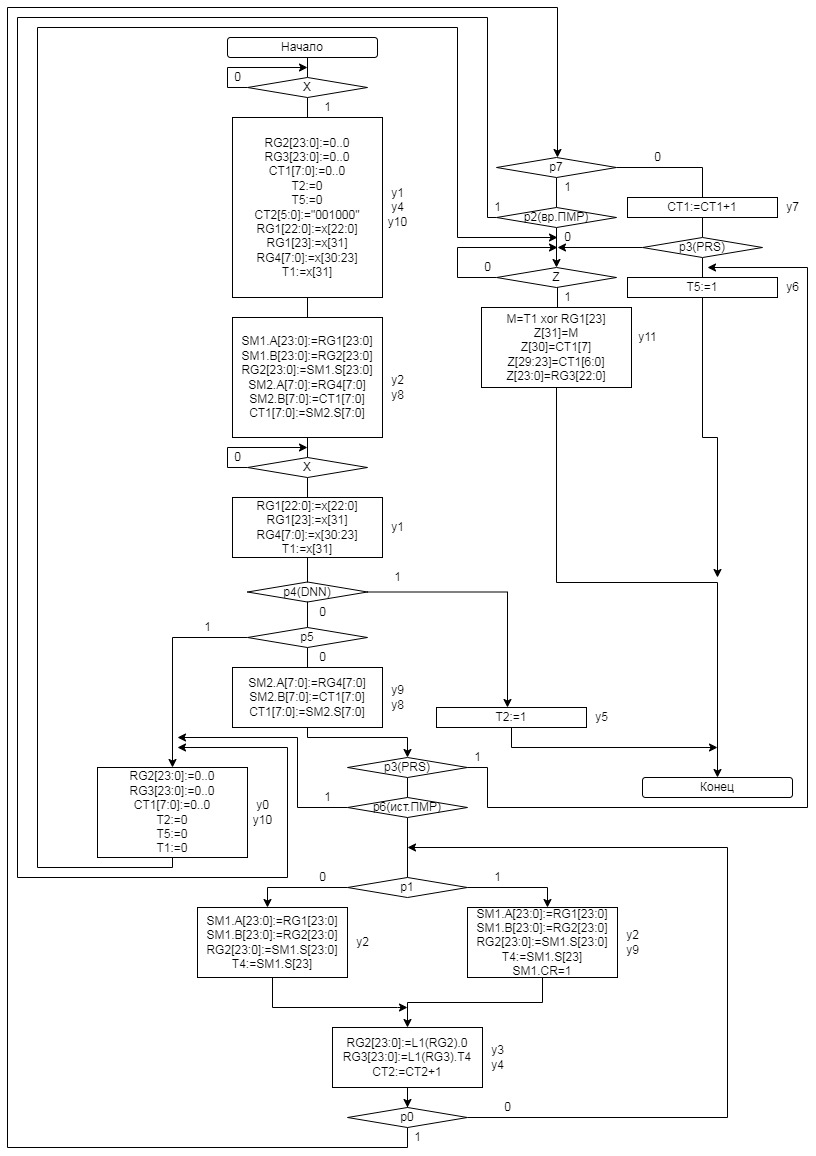 Начало
0
X
1
RG2[23:0]:=0..0
RG3[23:0]:=0..0
CT1[7:0]:=0..0
T2:=0
T5:=0
CT2[5:0]:="001000"
RG1[22:0]:=x[22:0]
RG1[23]:=x[31]
RG4[7:0]:=x[30:23]
T1:=x[31]
y1
y4
y10
SM1.A[23:0]:=RG1[23:0]
SM1.B[23:0]:=RG2[23:0]
RG2[23:0]:=SM1.S[23:0]
SM2.A[7:0]:=RG4[7:0]
SM2.B[7:0]:=CT1[7:0]
CT1[7:0]:=SM2.S[7:0]
y2
y8
0
X
RG1[22:0]:=x[22:0]
RG1[23]:=x[31]
RG4[7:0]:=x[30:23]
T1:=x[31]
y1
p4(DNN)
1
0
p5
1
0
SM2.A[7:0]:=RG4[7:0]
SM2.B[7:0]:=CT1[7:0]
CT1[7:0]:=SM2.S[7:0]
y9
y8
T2:=1
y5
p7
0
1
CT1:=CT1+1
y7
p2(вр.ПМР)
1
0
p3(PRS)
Z
0
1
T5:=1
y6
M=T1 xor RG1[23]
Z[31]=M
Z[30]=CT1[7]
Z[29:23]=CT1[6:0]
Z[23:0]=RG3[22:0]
y11
Конец
p3(PRS)
1
p6(ист.ПМР)
1
RG2[23:0]:=0..0
RG3[23:0]:=0..0
CT1[7:0]:=0..0
T2:=0
T5:=0
T1:=0
y0
y10
p1
0
1
SM1.A[23:0]:=RG1[23:0]
SM1.B[23:0]:=RG2[23:0]
RG2[23:0]:=SM1.S[23:0]
T4:=SM1.S[23]
y2
SM1.A[23:0]:=RG1[23:0]
SM1.B[23:0]:=RG2[23:0]
RG2[23:0]:=SM1.S[23:0]
T4:=SM1.S[23]
SM1.CR=1
y2
y9
RG2[23:0]:=L1(RG2).0
RG3[23:0]:=L1(RG3).T4
CT2:=CT2+1
y3
y4
p0
0
1